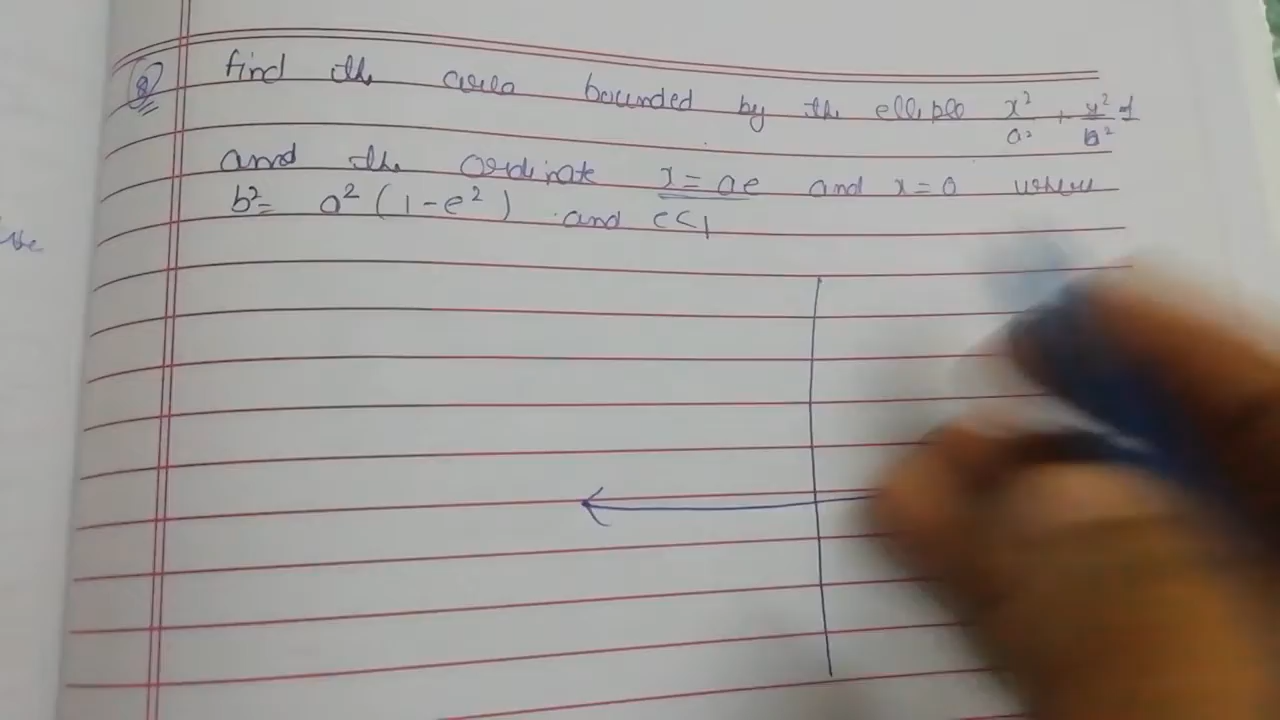 Q
find the area bounded by the ellipse x²/a² + y²/b² = 1
and the ordinate x = ae and x = 0 where
b² = a² (1 - e²) and e<1